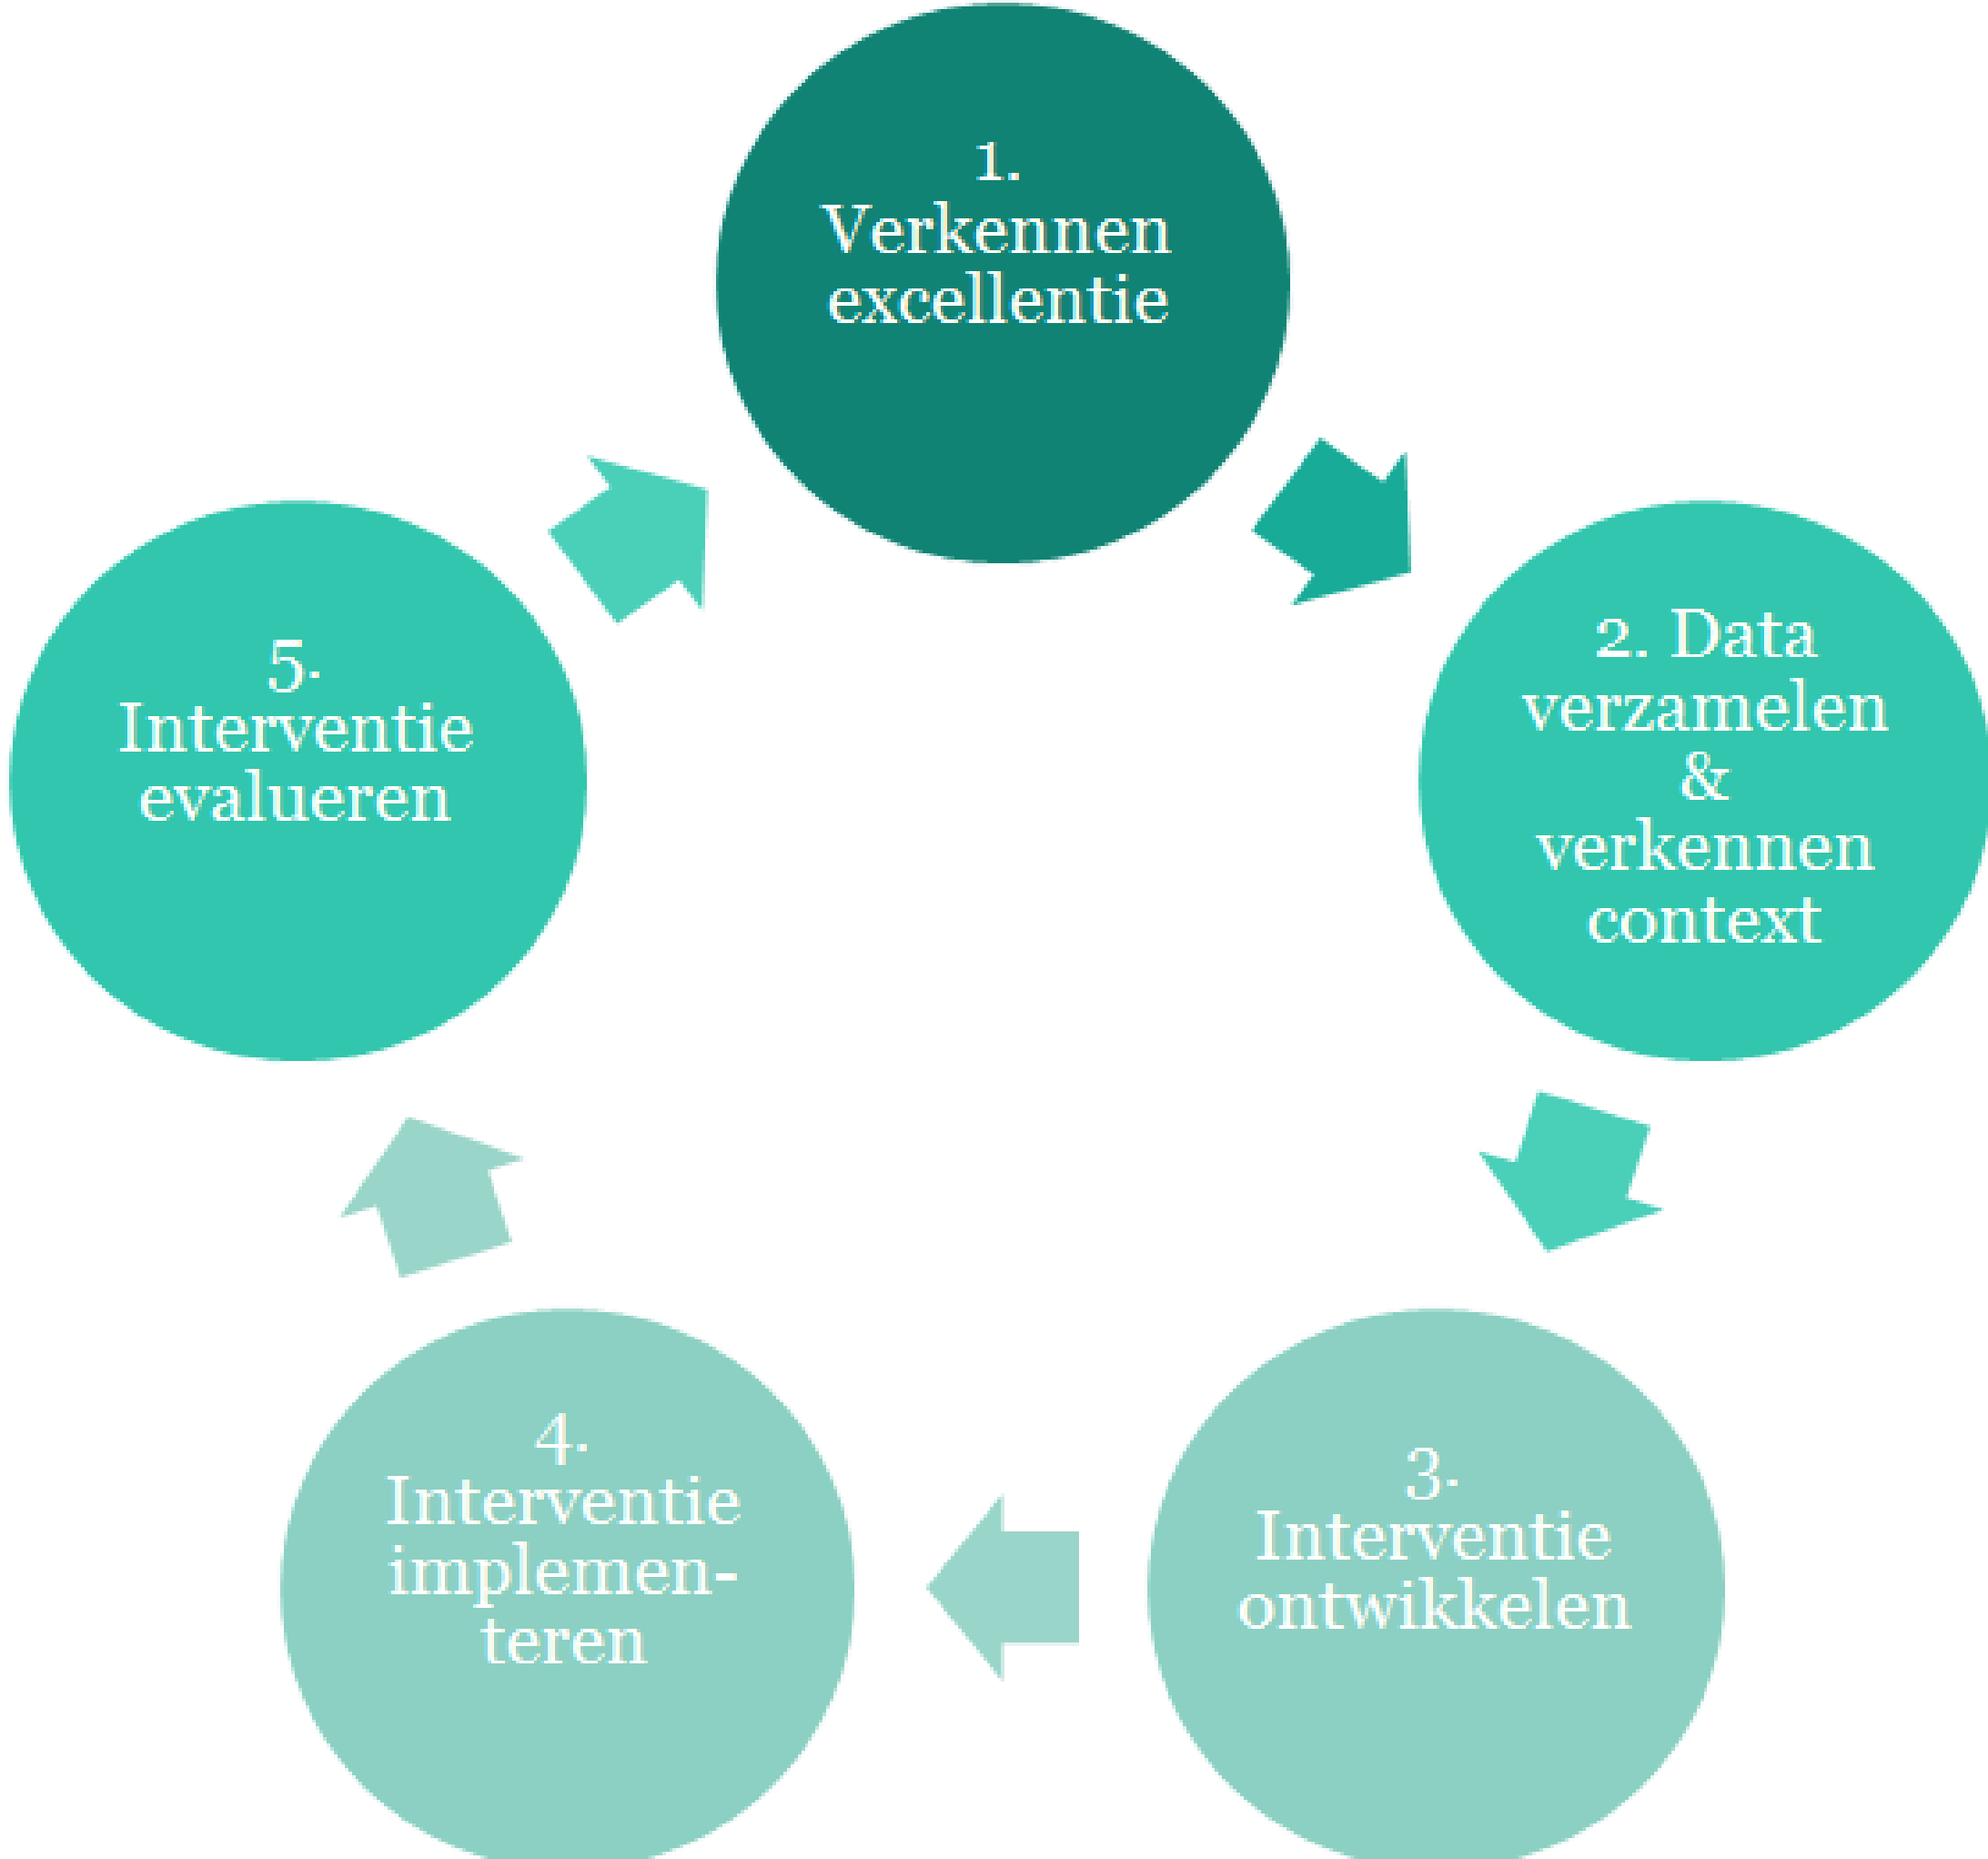 1.
Verkennen
excellentie
2. Data
verzamelen
&
verkennen
context
3.
Interventie
ontwikkelen
4.
Interventie
implemen-
teren
5.
Interventie
evalueren